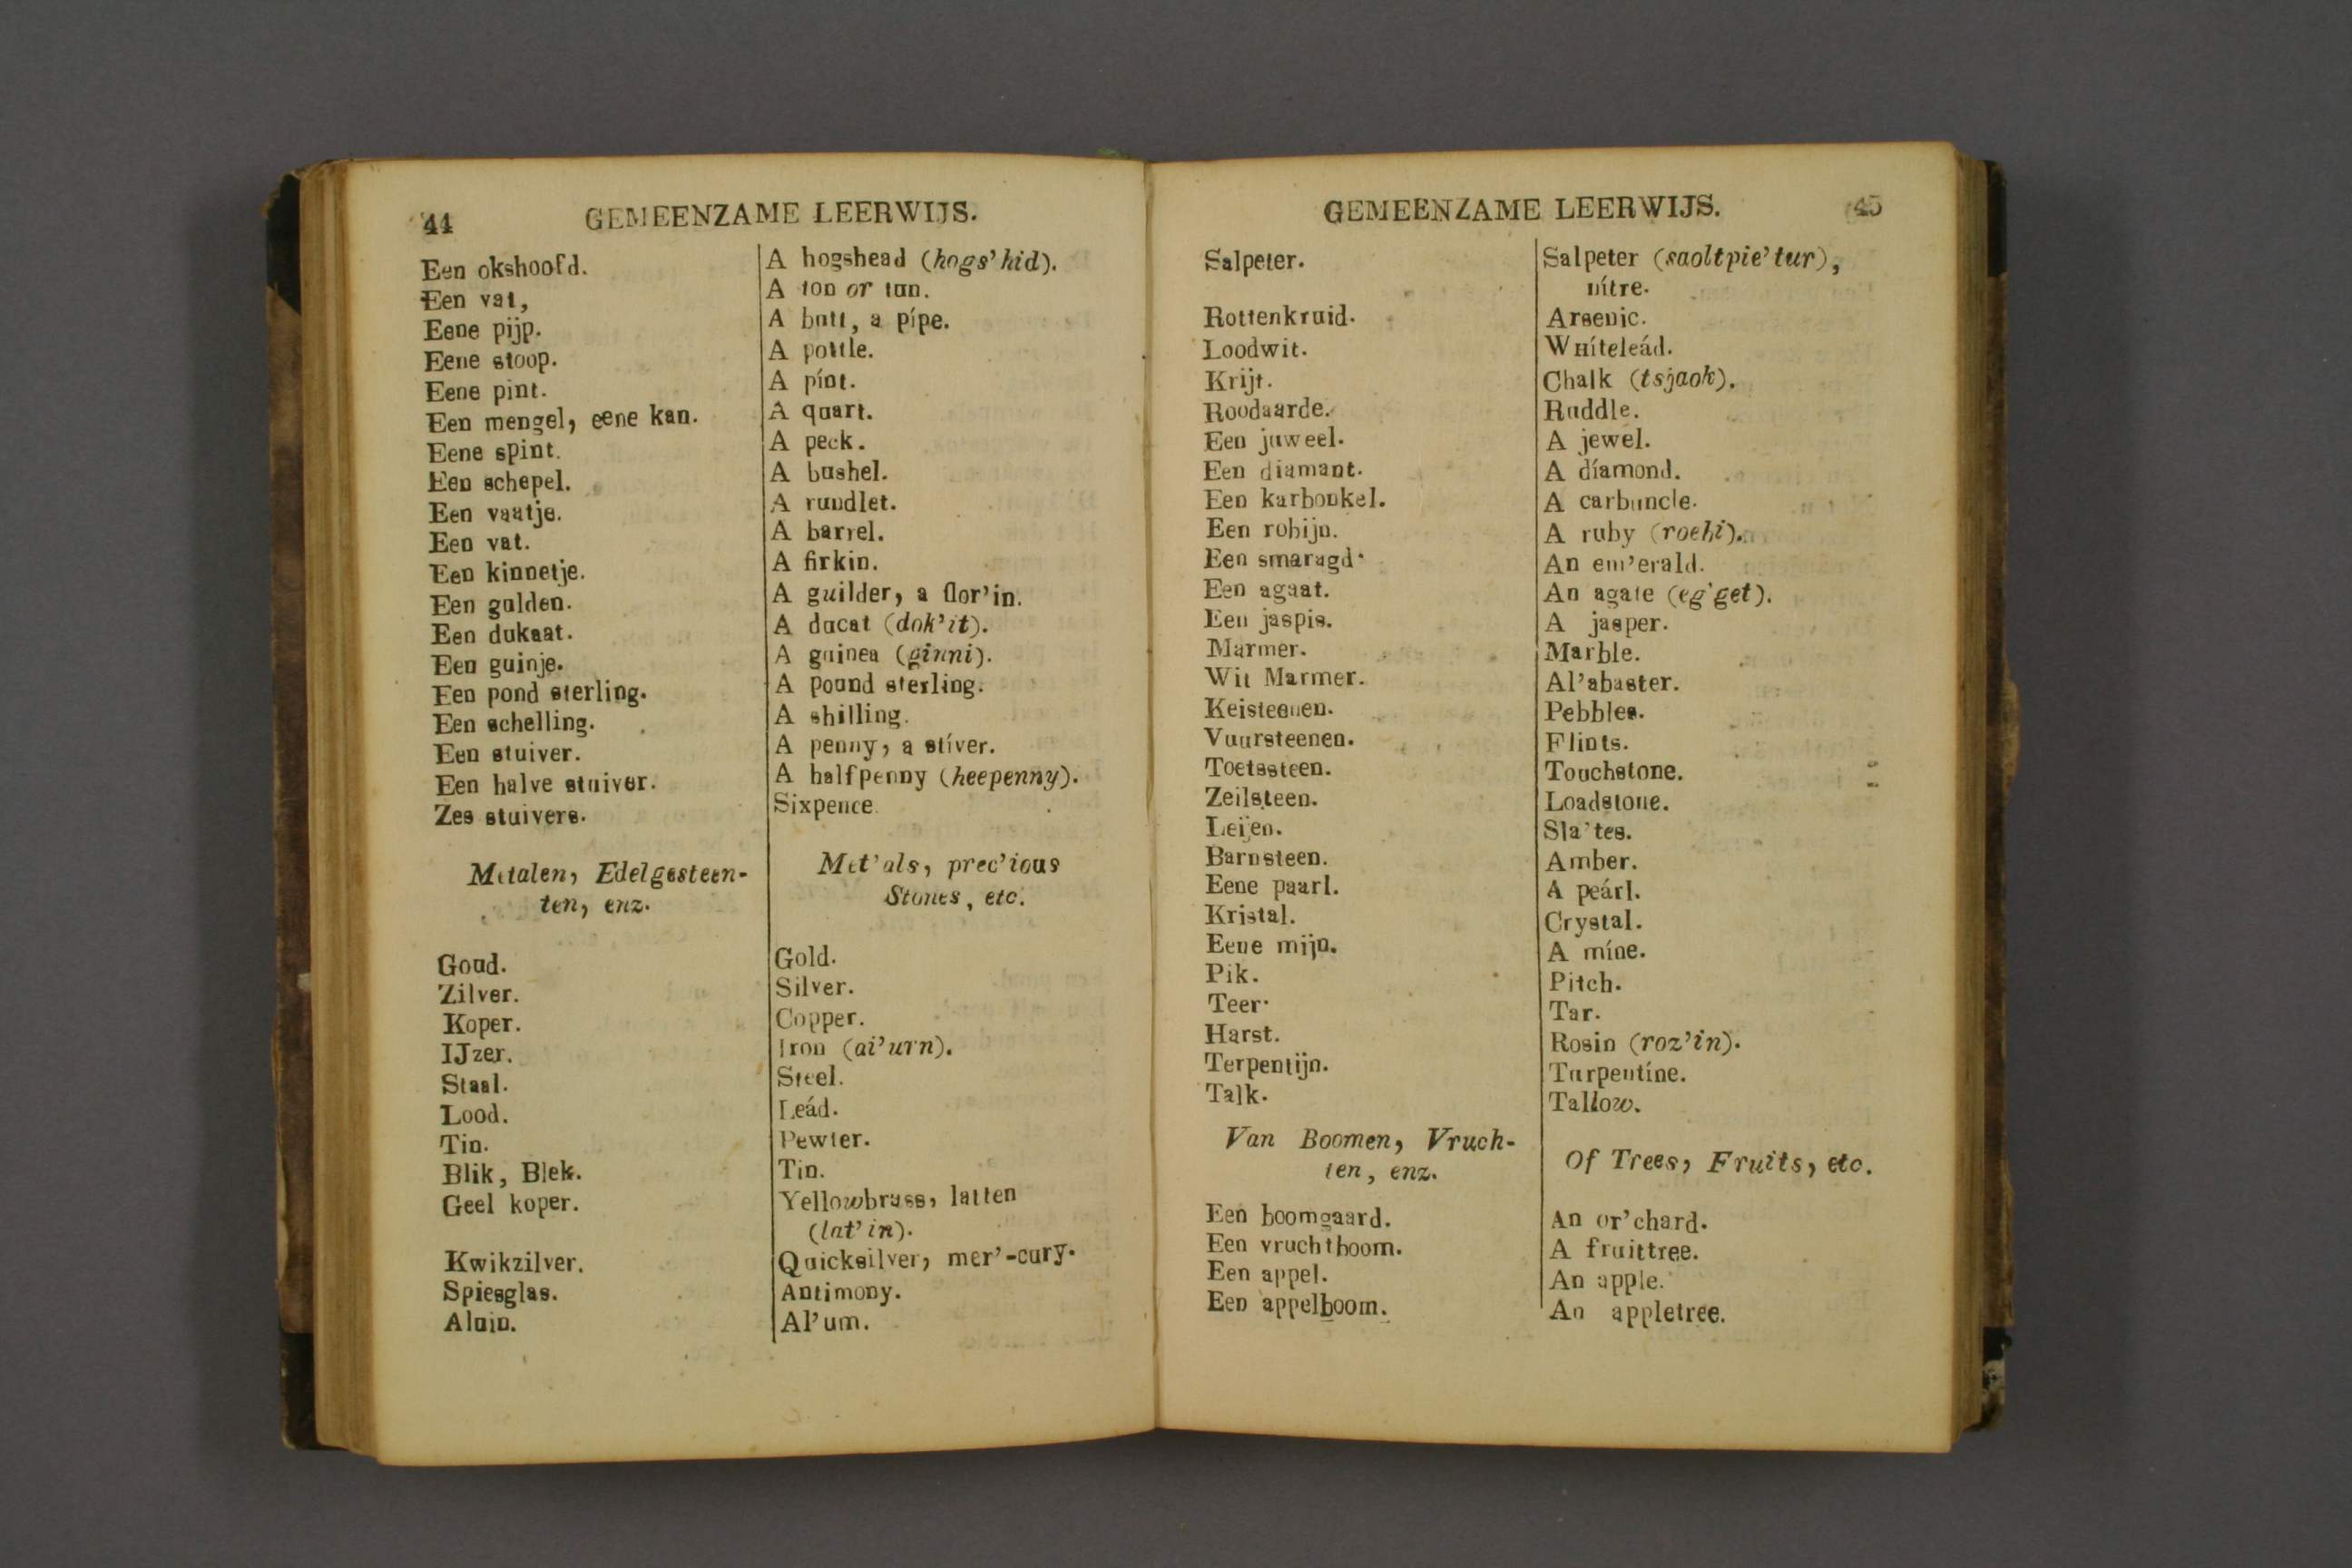 44 GEMEENZAME LEERWIJS.
Een okshoofd.
Een vat,
Eene pijp.
Eene stoop.
Eene pint.
Een mengel, eene kan.
Eene spint.
Een schepel.
Een vaatje.
Een vat.
Een kinnetje.
Een gulden.
Een dukaat.
Een guinje.
Een pond sterling.
Een schelling.
Een stuiver.
Een halve stuiver.
Zes stuivers.
Metalen, Edelgesteen-
ten, enz.
Goud.
Zilver.
Koper.
IJzer.
Staal.
Lood.
Tin.
Blik, Blek.
Geel koper.
Kwikzilver.
Spiesglas.
Aluin.
A hogshead (hogs'hid).
A ton or tun.
A butt, a pípe.
A pottle.
A pínt.
A quart.
A peck.
A bushel.
A rundlet.
A barrel.
A firkin.
A guilder, a flor'in.
A ducat (dok'it).
A guinea (ginni).
A pound sterling.
A shilling.
A penny, a stíver.
A halfpenny (heepenny).
Sixpence.
Met'als, prec'ious
Stones, etc.
Gold.
Silver.
Copper.
Iron (ai'urn).
Steel.
Leád.
Pewter.
Tin.
Yellowbrass, latten
(lat'in).
Quicksilver, mer'-cury.
Antimony.
Al'um.
GEMEENZAME LEERWIJS. 45
Salpeter.
Rottenkruid.
Loodwit.
Krijt.
Roodaarde.
Een juweel.
Een diamant.
Een karbonkel.
Een robijn.
Een smaragd.
Een agaat.
Een jaspis.
Marmer.
Wit Marmer.
Keisteenen.
Vuursteenen.
Toetssteen.
Zeilsteen.
Leijen.
Barnsteen.
Eene paarl.
Kristal.
Eene mijn.
Pik.
Teer.
Harst.
Terpentijn.
Talk.
Van Boomen, Vruch-
ten, enz.
Een boomgaard.
Een vruchtboom.
Een appel.
Een appelboom.
Salpeter (saoltpie'tur),
nítre.
Arsenic.
WHíteleád.
Chalk (tsjaok).
Ruddle.
A jewel.
A díamond.
A carbuncle.
A ruby (roebi).
An em'erald.
An agate (eg'get).
A jasper.
Marble.
Al'abaster.
Pebbles.
Flints.
Touchstone.
Loadstone.
Sla'tes.
Amber.
A peárl.
Crystal.
A míne.
Pitch.
Tar.
Rosin (roz'in).
Turpentíne.
Tallow.
Of Trees, Fruits, etc.
An or'chard.
A fruittree.
An apple.
An appletree.